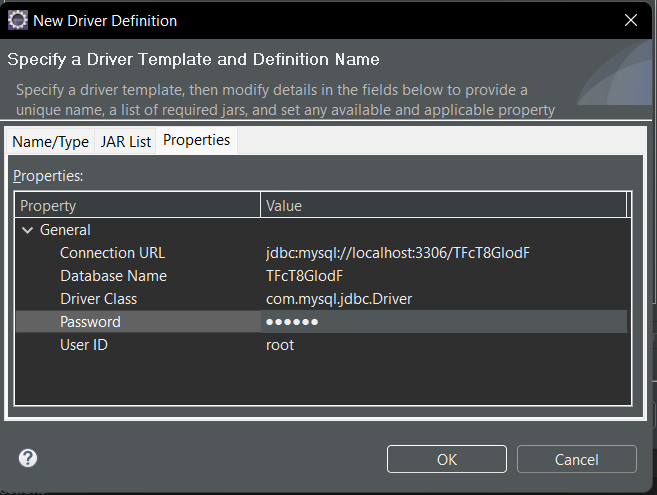 New Driver Definition
Specify a Driver Template and Definition Name
Specify a driver template, then modify details in the fields below to provide a
unique name, a list of required jars, and set any available and applicable property
Name/Type JAR List Properties
Properties:
Property Value
General
Connection URL jdbc:mysql://localhost:3306/TFcT8GlodF
Database Name TFcT8GlodF
Driver Class com.mysql.jdbc.Driver
Password ●●●●●●
User ID root
? OK Cancel